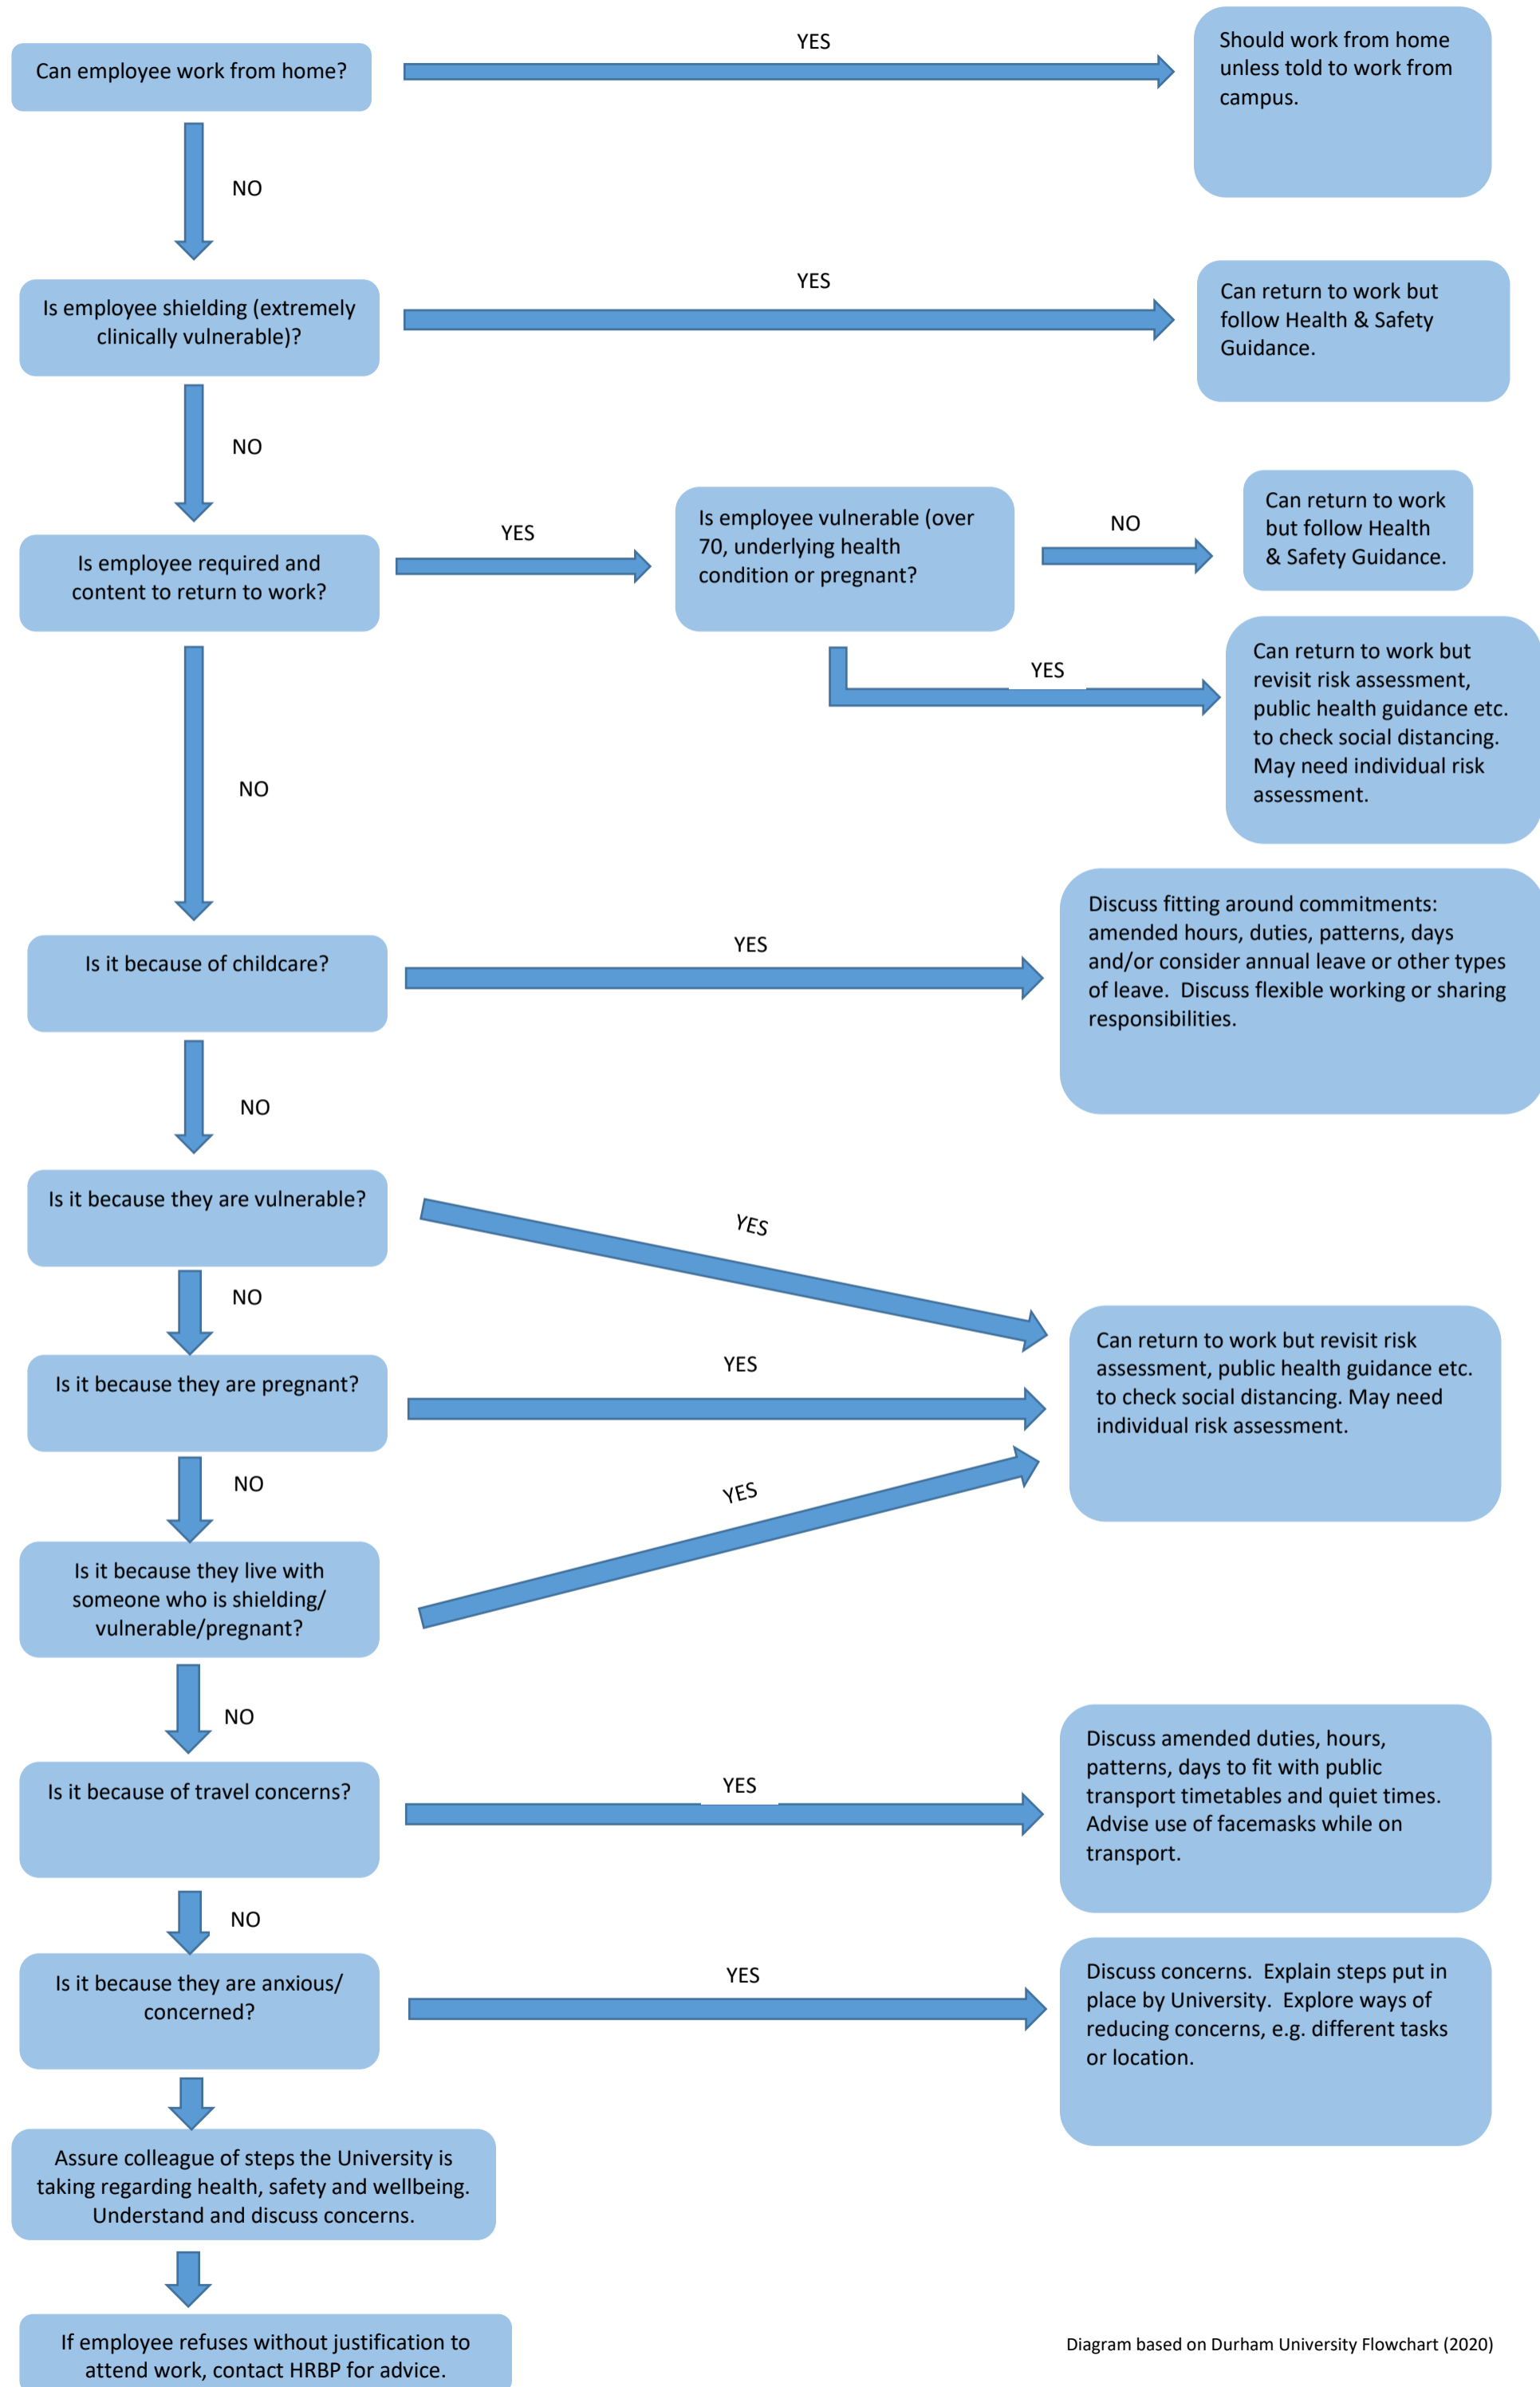 Can employee work from home?
YES
Should work from home
unless told to work from
campus.
NO
Is employee shielding (extremely
clinically vulnerable)?
YES
Can return to work but
follow Health & Safety
Guidance.
NO
Is employee required and
content to return to work?
YES
Is employee vulnerable (over
70, underlying health
condition or pregnant?
NO
Can return to work
but follow Health
& Safety Guidance.
YES
Can return to work but
revisit risk assessment,
public health guidance etc.
to check social distancing.
May need individual risk
assessment.
NO
Is it because of childcare?
YES
Discuss fitting around commitments:
amended hours, duties, patterns, days
and/or consider annual leave or other types
of leave.  Discuss flexible working or sharing
responsibilities.
NO
Is it because they are vulnerable?
YES
NO
Is it because they are pregnant?
YES
Can return to work but revisit risk
assessment, public health guidance etc.
to check social distancing. May need
individual risk assessment.
NO
Is it because they live with
someone who is shielding/
vulnerable/pregnant?
YES
NO
Is it because of travel concerns?
YES
Discuss amended duties, hours,
patterns, days to fit with public
transport timetables and quiet times.
Advise use of facemasks while on
transport.
NO
Is it because they are anxious/
concerned?
YES
Discuss concerns.  Explain steps put in
place by University.  Explore ways of
reducing concerns, e.g. different tasks
or location.
Assure colleague of steps the University is
taking regarding health, safety and wellbeing.
Understand and discuss concerns.
If employee refuses without justification to
attend work, contact HRBP for advice.
Diagram based on Durham University Flowchart (2020)